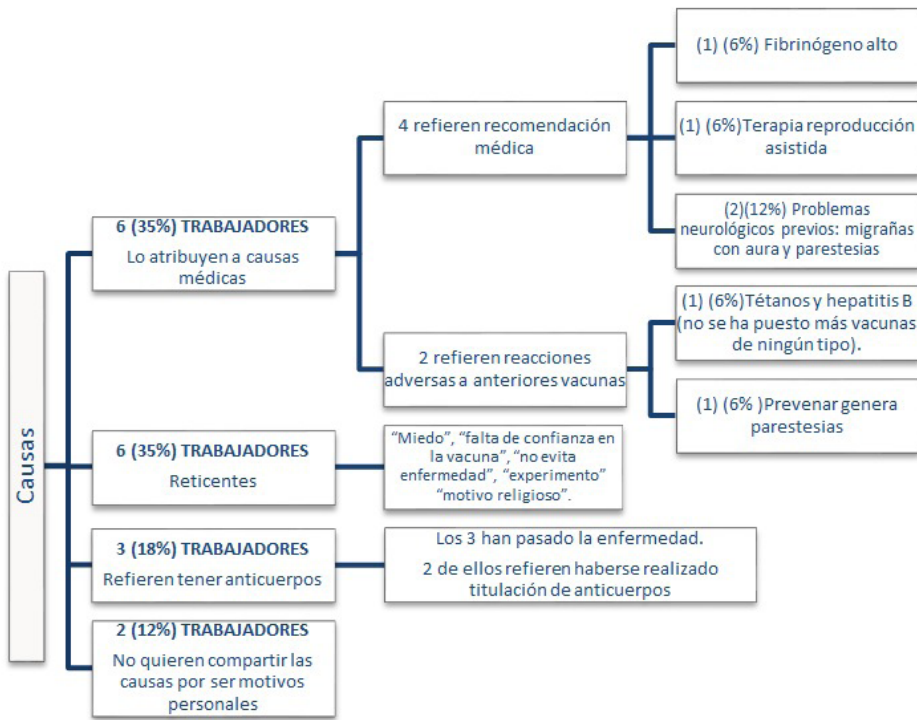 Causas
6 (35%) TRABAJADORES
Lo atribuyen a causas
médicas
4 refieren recomendación
médica
(1) (6%) Fibrinógeno alto
(1) (6%)Terapia reproducción
asistida
(2)(12%) Problemas
neurológicos previos: migrañas
con aura y parestesias
2 refieren reacciones
adversas a anteriores vacunas
(1) (6%)Tétanos y hepatitis B
(no se ha puesto más vacunas
de ningún tipo).
(1) (6% )Prevenar genera
parestesias
6 (35%) TRABAJADORES
Reticentes
“Miedo”, “falta de confianza en
la vacuna”, “no evita
enfermedad”, “experimento”
“motivo religioso”.
3 (18%) TRABAJADORES
Refieren tener anticuerpos
Los 3 han pasado la enfermedad.
2 de ellos refieren haberse realizado
titulación de anticuerpos
2 (12%) TRABAJADORES
No quieren compartir las
causas por ser motivos
personales